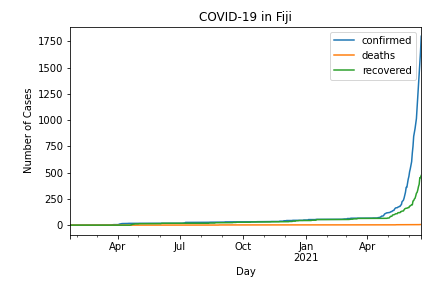 COVID-19 in Fiji
confirmed
deaths
recovered
Number of Cases
1750
1500
1250
1000
750
500
250
0
Apr
Jul
Oct
Jan
2021
Apr
Day